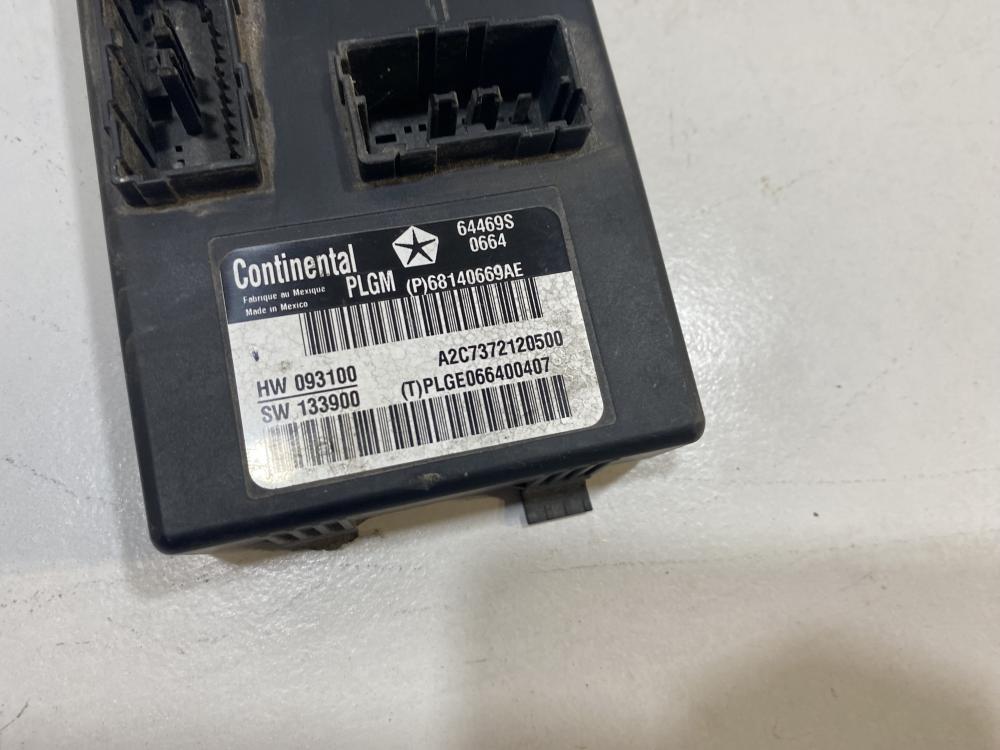 64469S
0664
Continental
PLGM (P)68140669AE
Fabrique au Mexique
Made in Mexico
A2C7372120500
HW 093100
(T)PLGE066400407
SW 133900